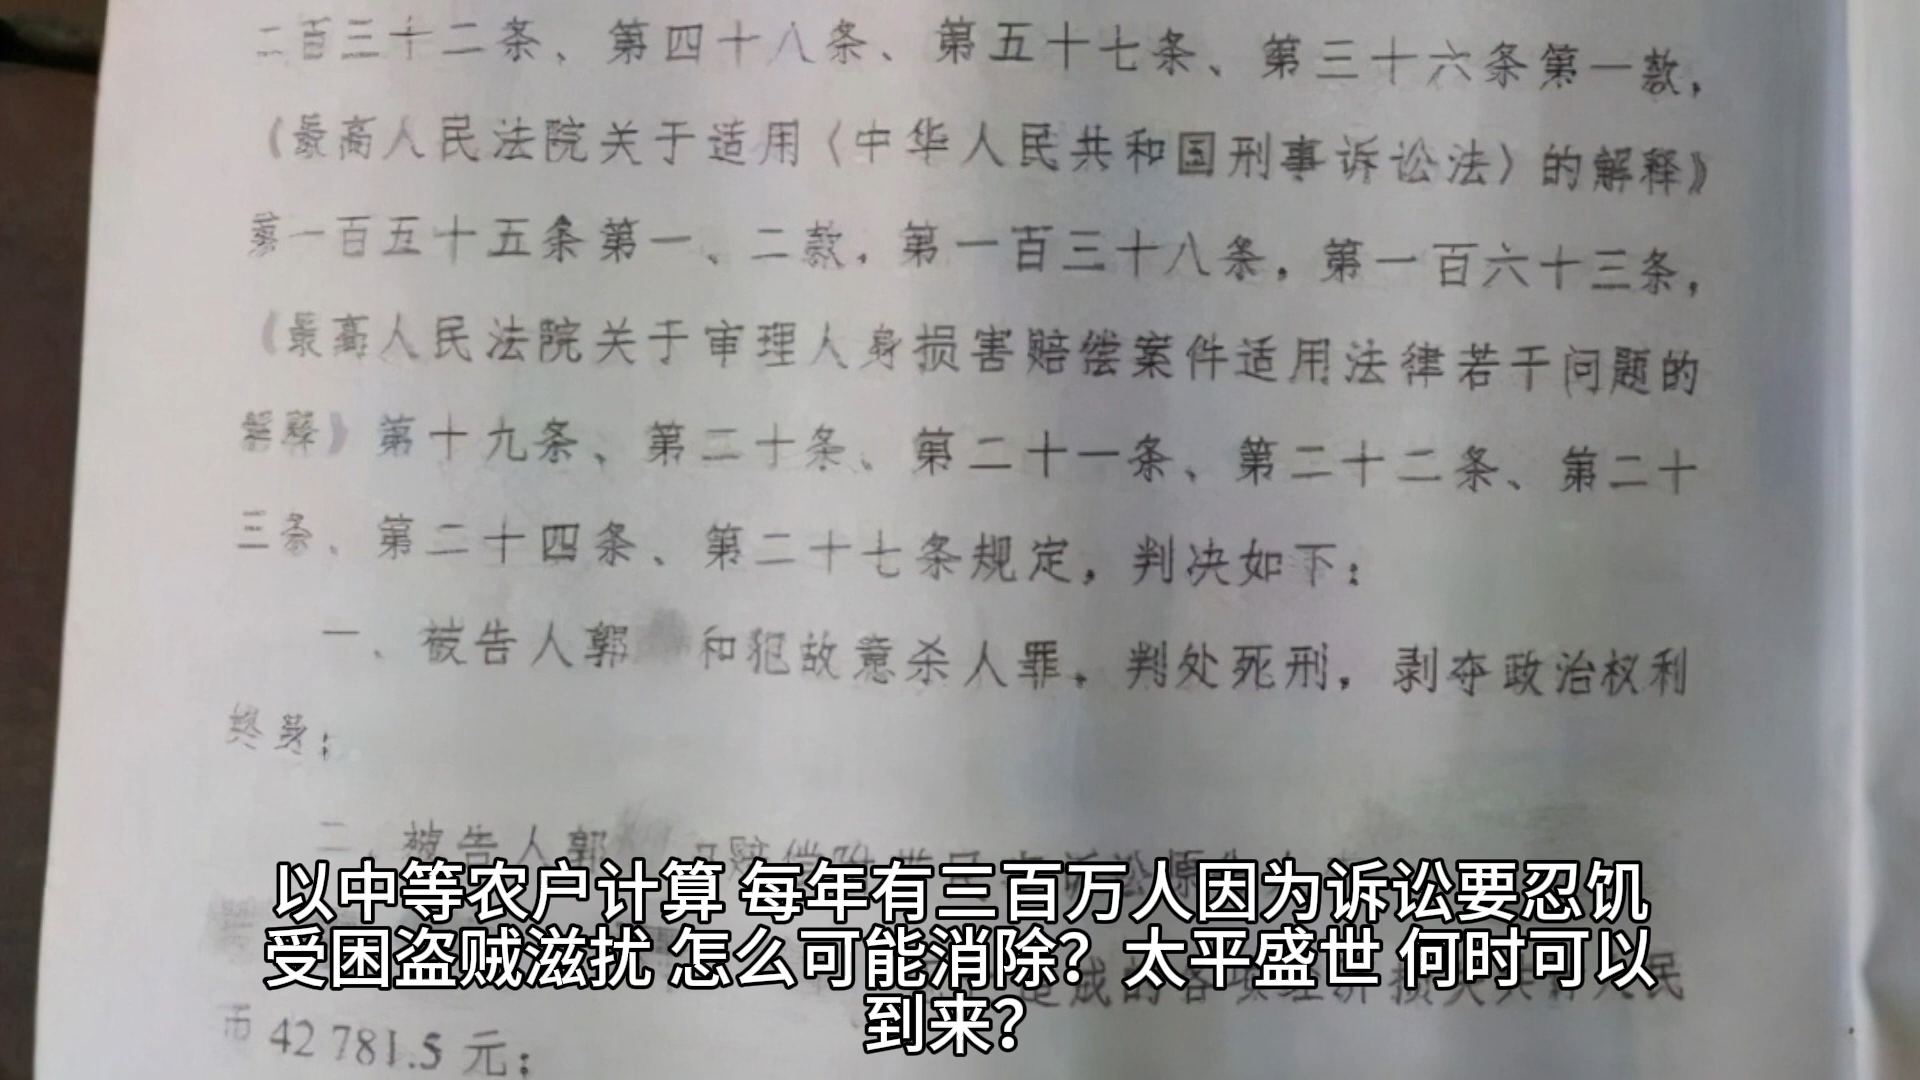 二百三十二条、第四十八条、第五十七条、第三十六条第一款，
《最高人民法院关于适用〈中华人民共和国刑事诉讼法〉的解释》
第一百五十五条第一、二款，第一百三十八条，第一百六十三条，
《最高人民法院关于审理人身损害赔偿案件适用法律若干问题的
解释》第十九条、第二十条、第二十一条、第二十二条、第二十
三条、第二十四条、第二十七条规定，判决如下：
一、被告人郭 和犯故意杀人罪，判处死刑，剥夺政治权利
终身；
二、被告人郭
币42781.5元；
以中等农户计算 每年有三百万人因为诉讼要忍饥
受困盗贼滋扰 怎么可能消除？太平盛世 何时可以
到来？